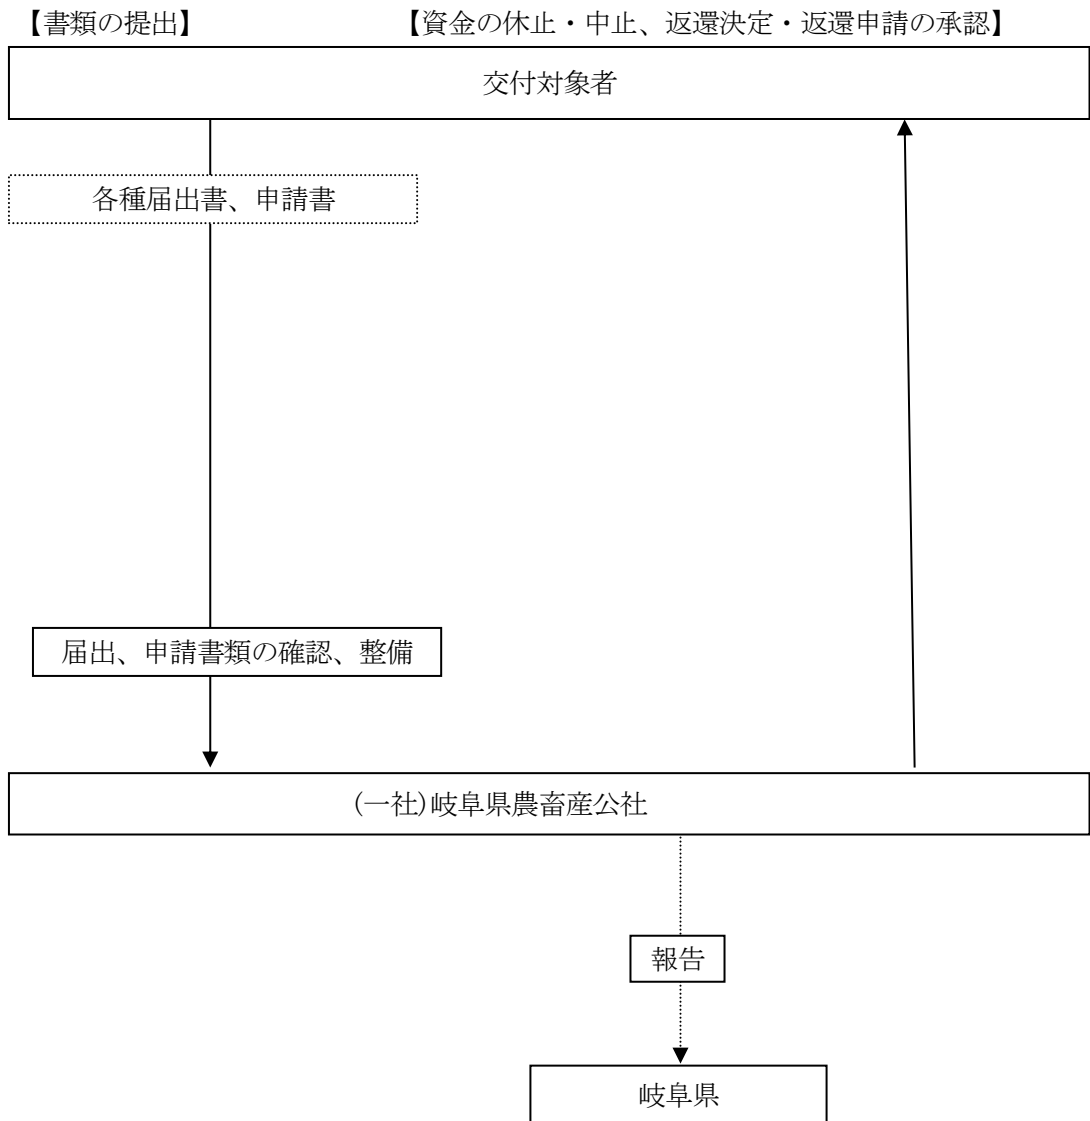 【書類の提出】
【資金の休止・中止、返還決定・返還申請の承認】
交付対象者
各種届出書、申請書
届出、申請書類の確認、整備
(一社)岐阜県農畜産公社
報告
岐阜県